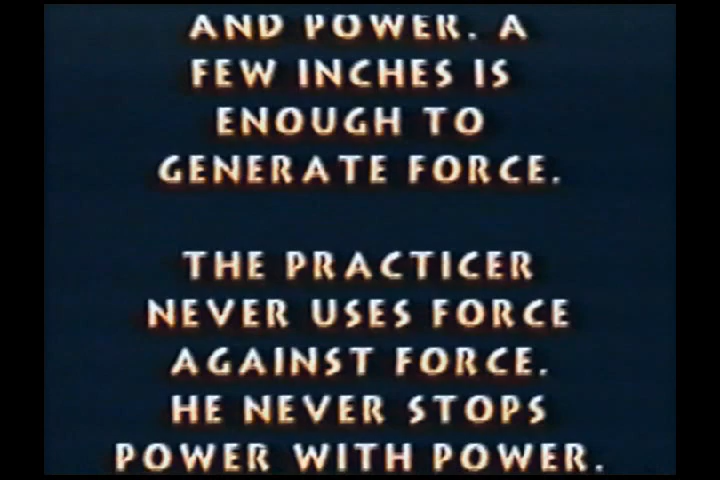 AND POWER. A
FEW INCHES IS
ENOUGH TO
GENERATE FORCE.
THE PRACTICER
NEVER USES FORCE
AGAINST FORCE.
HE NEVER STOPS
POWER WITH POWER.